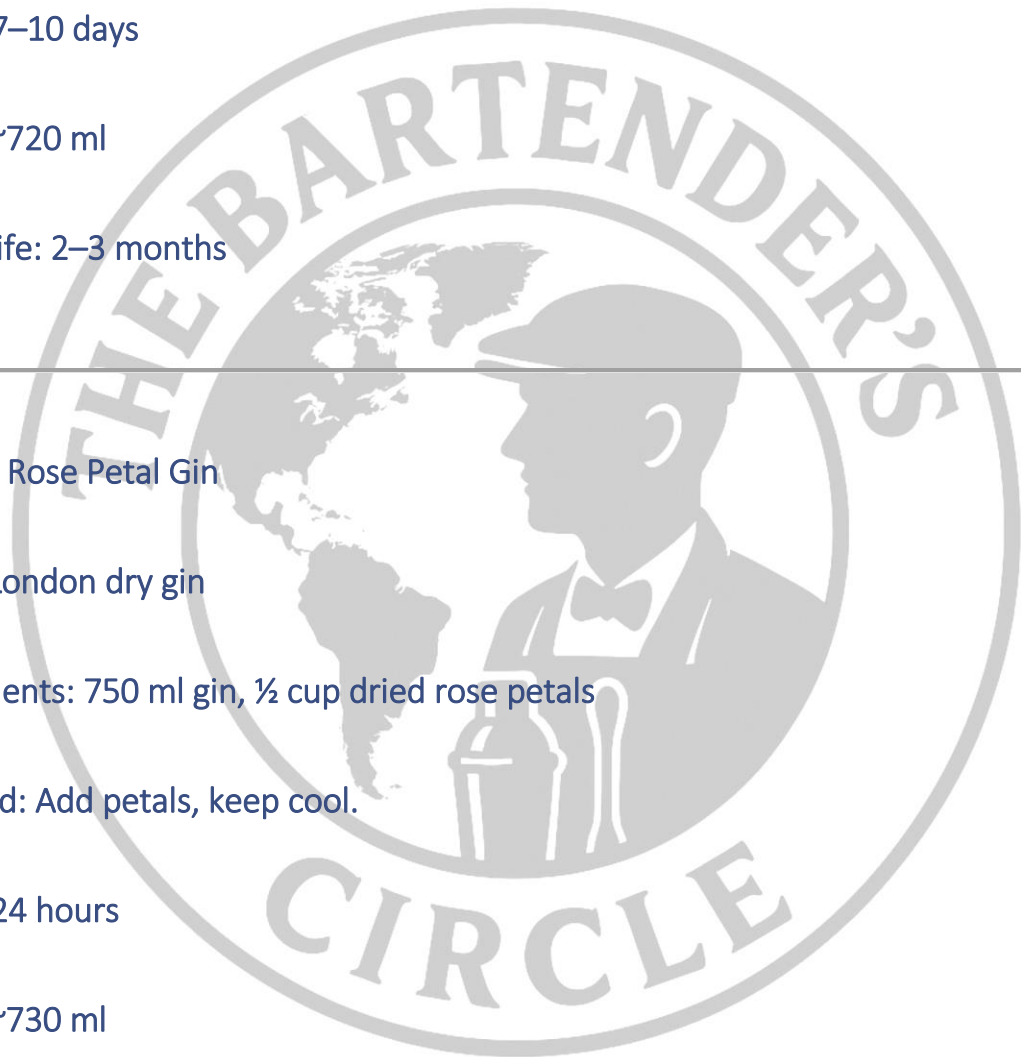 7–10 days
~720 ml
ife: 2–3 months
Rose Petal Gin
London dry gin
ents: 750 ml gin, ½ cup dried rose petals
d: Add petals, keep cool.
24 hours
~730 ml
THE BARTENDER'S
CIRCLE